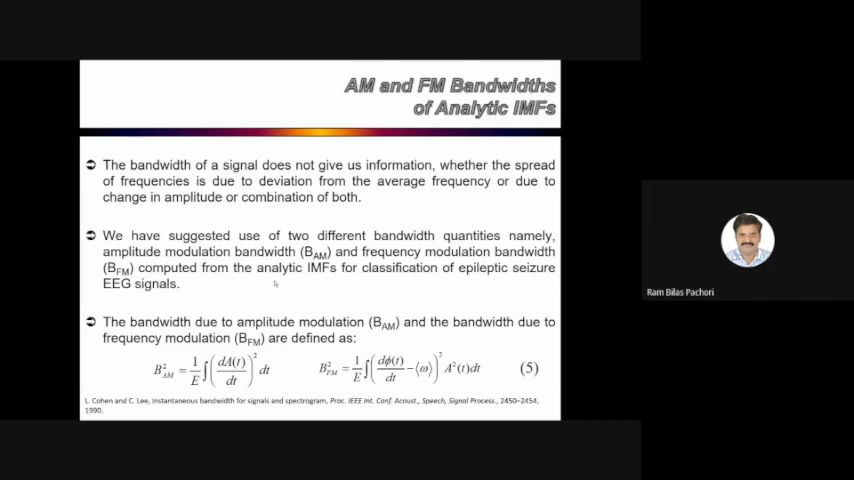 AM and FM Bandwidths
of Analytic IMFs
➲ The bandwidth of a signal does not give us information, whether the spread
of frequencies is due to deviation from the average frequency or due to
change in amplitude or combination of both.
➲ We have suggested use of two different bandwidth quantities namely,
amplitude modulation bandwidth (B_AM) and frequency modulation bandwidth
(B_FM) computed from the analytic IMFs for classification of epileptic seizure
EEG signals.
➲ The bandwidth due to amplitude modulation (B_AM) and the bandwidth due to
frequency modulation (B_FM) are defined as:
B²_AM = 1/E ∫ (dA(t)/dt)² dt    B²_FM = 1/E ∫ (dϕ(t)/dt − ⟨ω⟩)² A²(t)dt    (5)
L. Cohen and C. Lee, Instantaneous bandwidth for signals and spectrogram, Proc. IEEE Int. Conf. Acoust., Speech, Signal Process., 2450–2454,
1990.
Ram Bilas Pachori